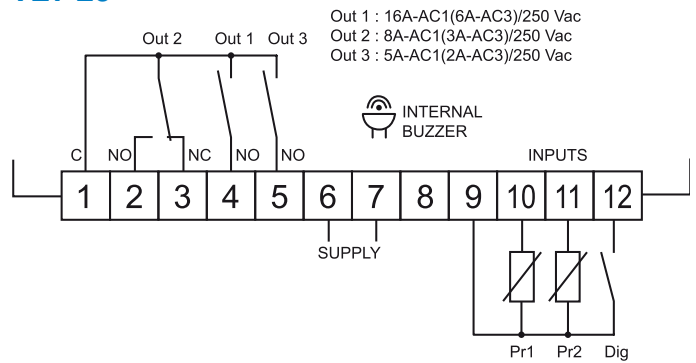 Out 1 : 16A-AC1(6A-AC3)/250 Vac
Out 2 : 8A-AC1(3A-AC3)/250 Vac
Out 3 : 5A-AC1(2A-AC3)/250 Vac
Out 2 Out 1 Out 3
INTERNAL
BUZZER
C NO NC NO NO INPUTS
1 2 3 4 5 6 7 8 9 10 11 12
SUPPLY
Pr1 Pr2 Dig